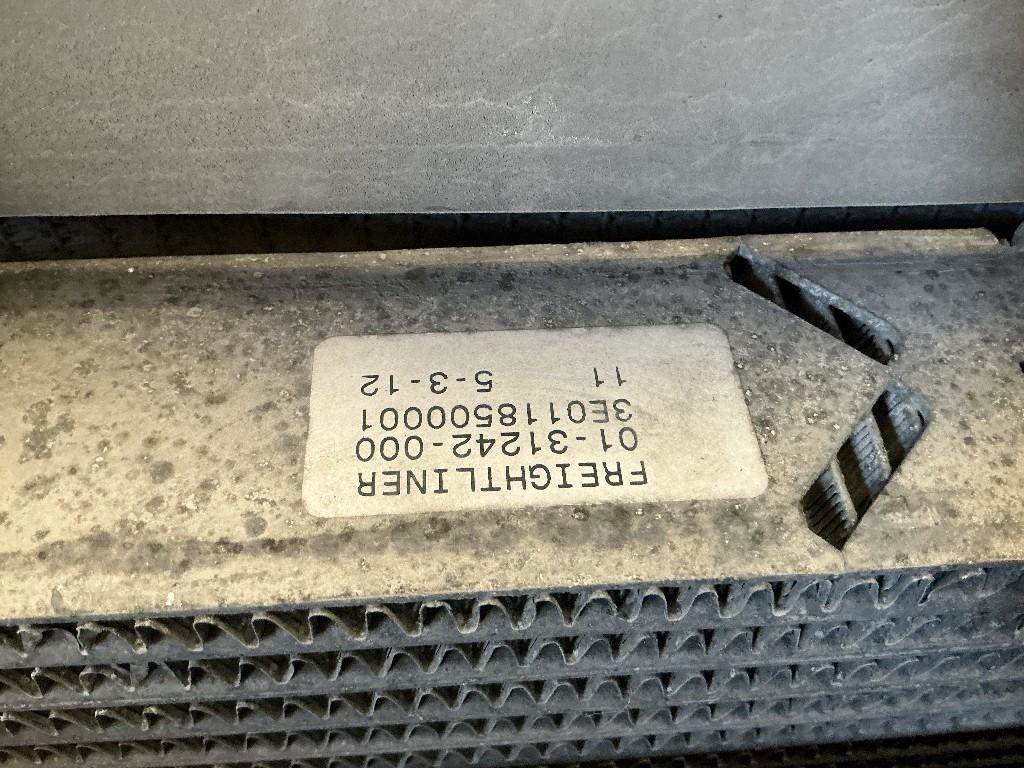 FREIGHTLINER
01-31242-000
3E0118500001
11 5-3-12